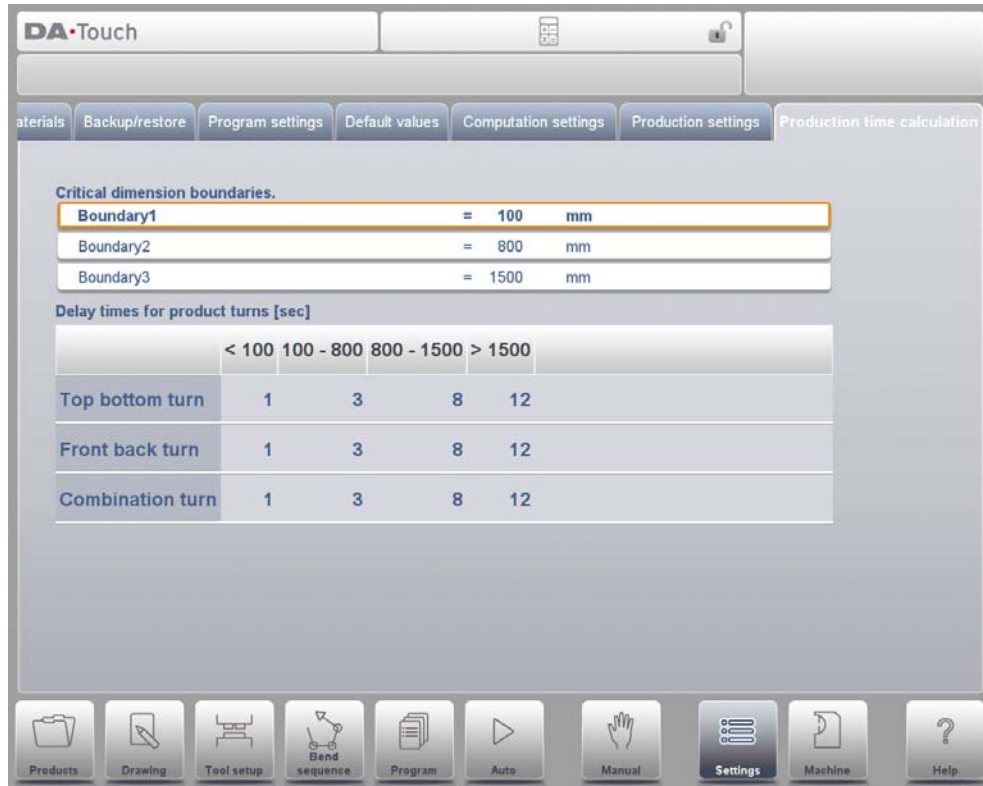 DA·Touch
aterials Backup/restore Program settings Default values Computation settings Production settings Production time calculation
Critical dimension boundaries.
Boundary1 = 100 mm
Boundary2 = 800 mm
Boundary3 = 1500 mm
Delay times for product turns [sec]
< 100 100 - 800 800 - 1500 > 1500
Top bottom turn 1 3 8 12
Front back turn 1 3 8 12
Combination turn 1 3 8 12
Products Drawing Tool setup Bend sequence Program Auto Manual Settings Machine Help